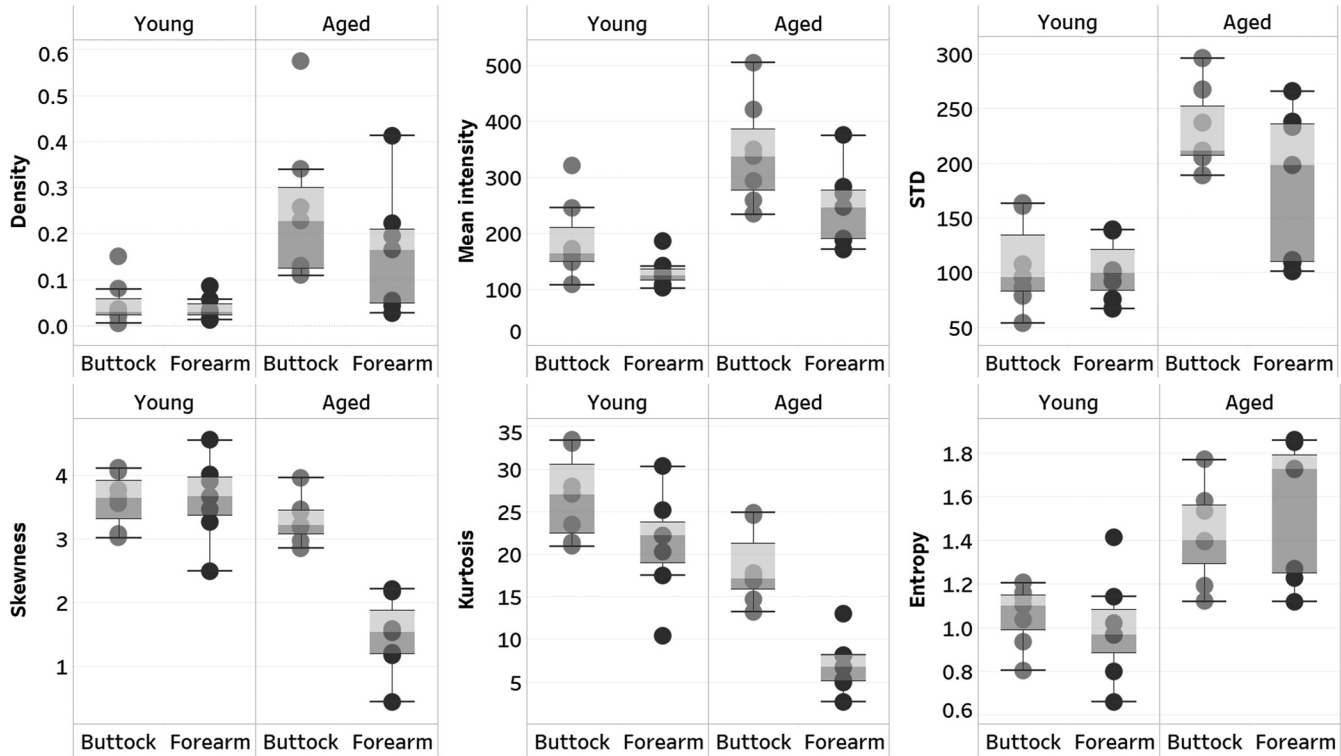 Young Aged
Density
0.6
0.5
0.4
0.3
0.2
0.1
0.0
Buttock Forearm Buttock Forearm
Young Aged
Mean intensity
500
400
300
200
100
0
Buttock Forearm Buttock Forearm
Young Aged
STD
300
250
200
150
100
50
Buttock Forearm Buttock Forearm
Young Aged
Skewness
4
3
2
1
Buttock Forearm Buttock Forearm
Young Aged
Kurtosis
35
30
25
20
15
10
5
Buttock Forearm Buttock Forearm
Young Aged
Entropy
1.8
1.6
1.4
1.2
1.0
0.8
0.6
Buttock Forearm Buttock Forearm